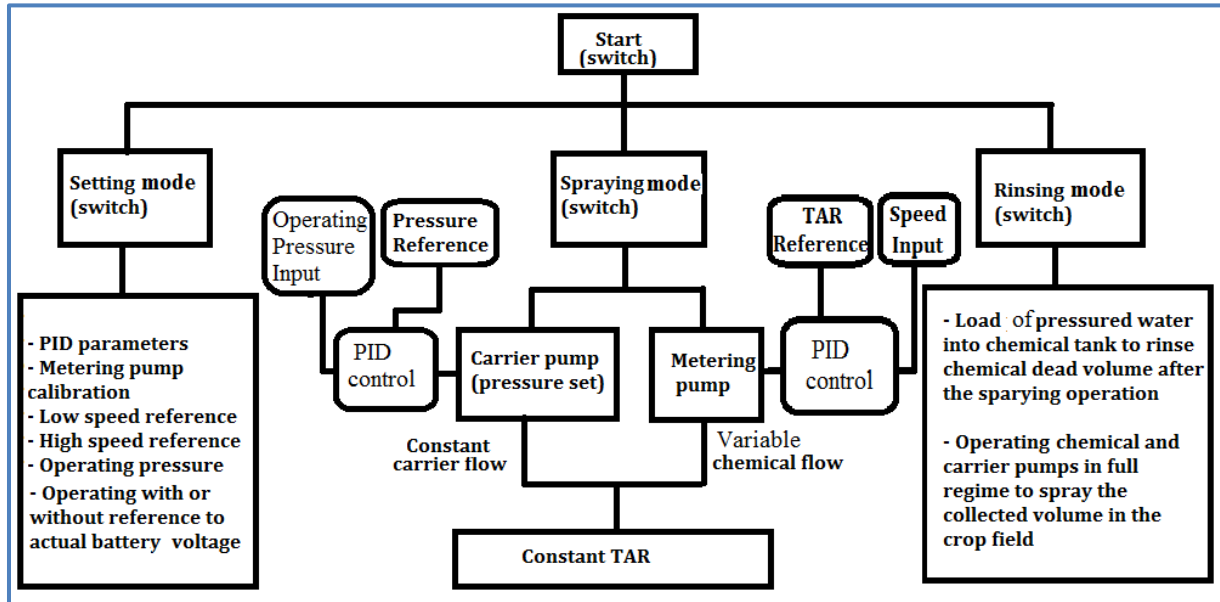 Start
(switch)
Setting mode
(switch)
Spraying mode
(switch)
Rinsing mode
(switch)
Operating
Pressure
Input
Pressure
Reference
TAR
Reference
Speed
Input
PID
control
Carrier pump
(pressure set)
Metering
pump
PID
control
- PID parameters
- Metering pump
calibration
- Low speed reference
- High speed reference
- Operating pressure
- Operating with or
without reference to
actual battery voltage
Constant
carrier flow
Variable
chemical flow
Constant TAR
- Load of pressured water
into chemical tank to rinse
chemical dead volume after
the sparying operation
- Operating chemical and
carrier pumps in full
regime to spray the
collected volume in the
crop field